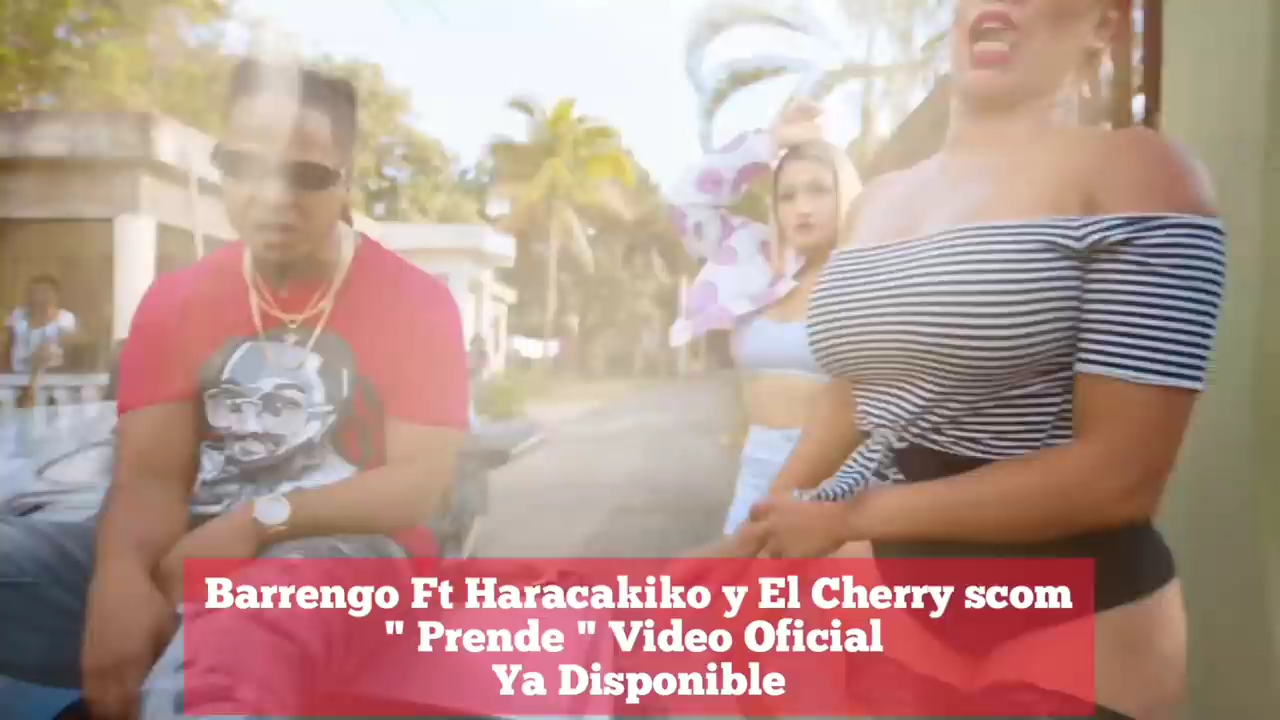 Barrengo Ft Haracakiko y El Cherry scom
" Prende " Video Oficial
Ya Disponible